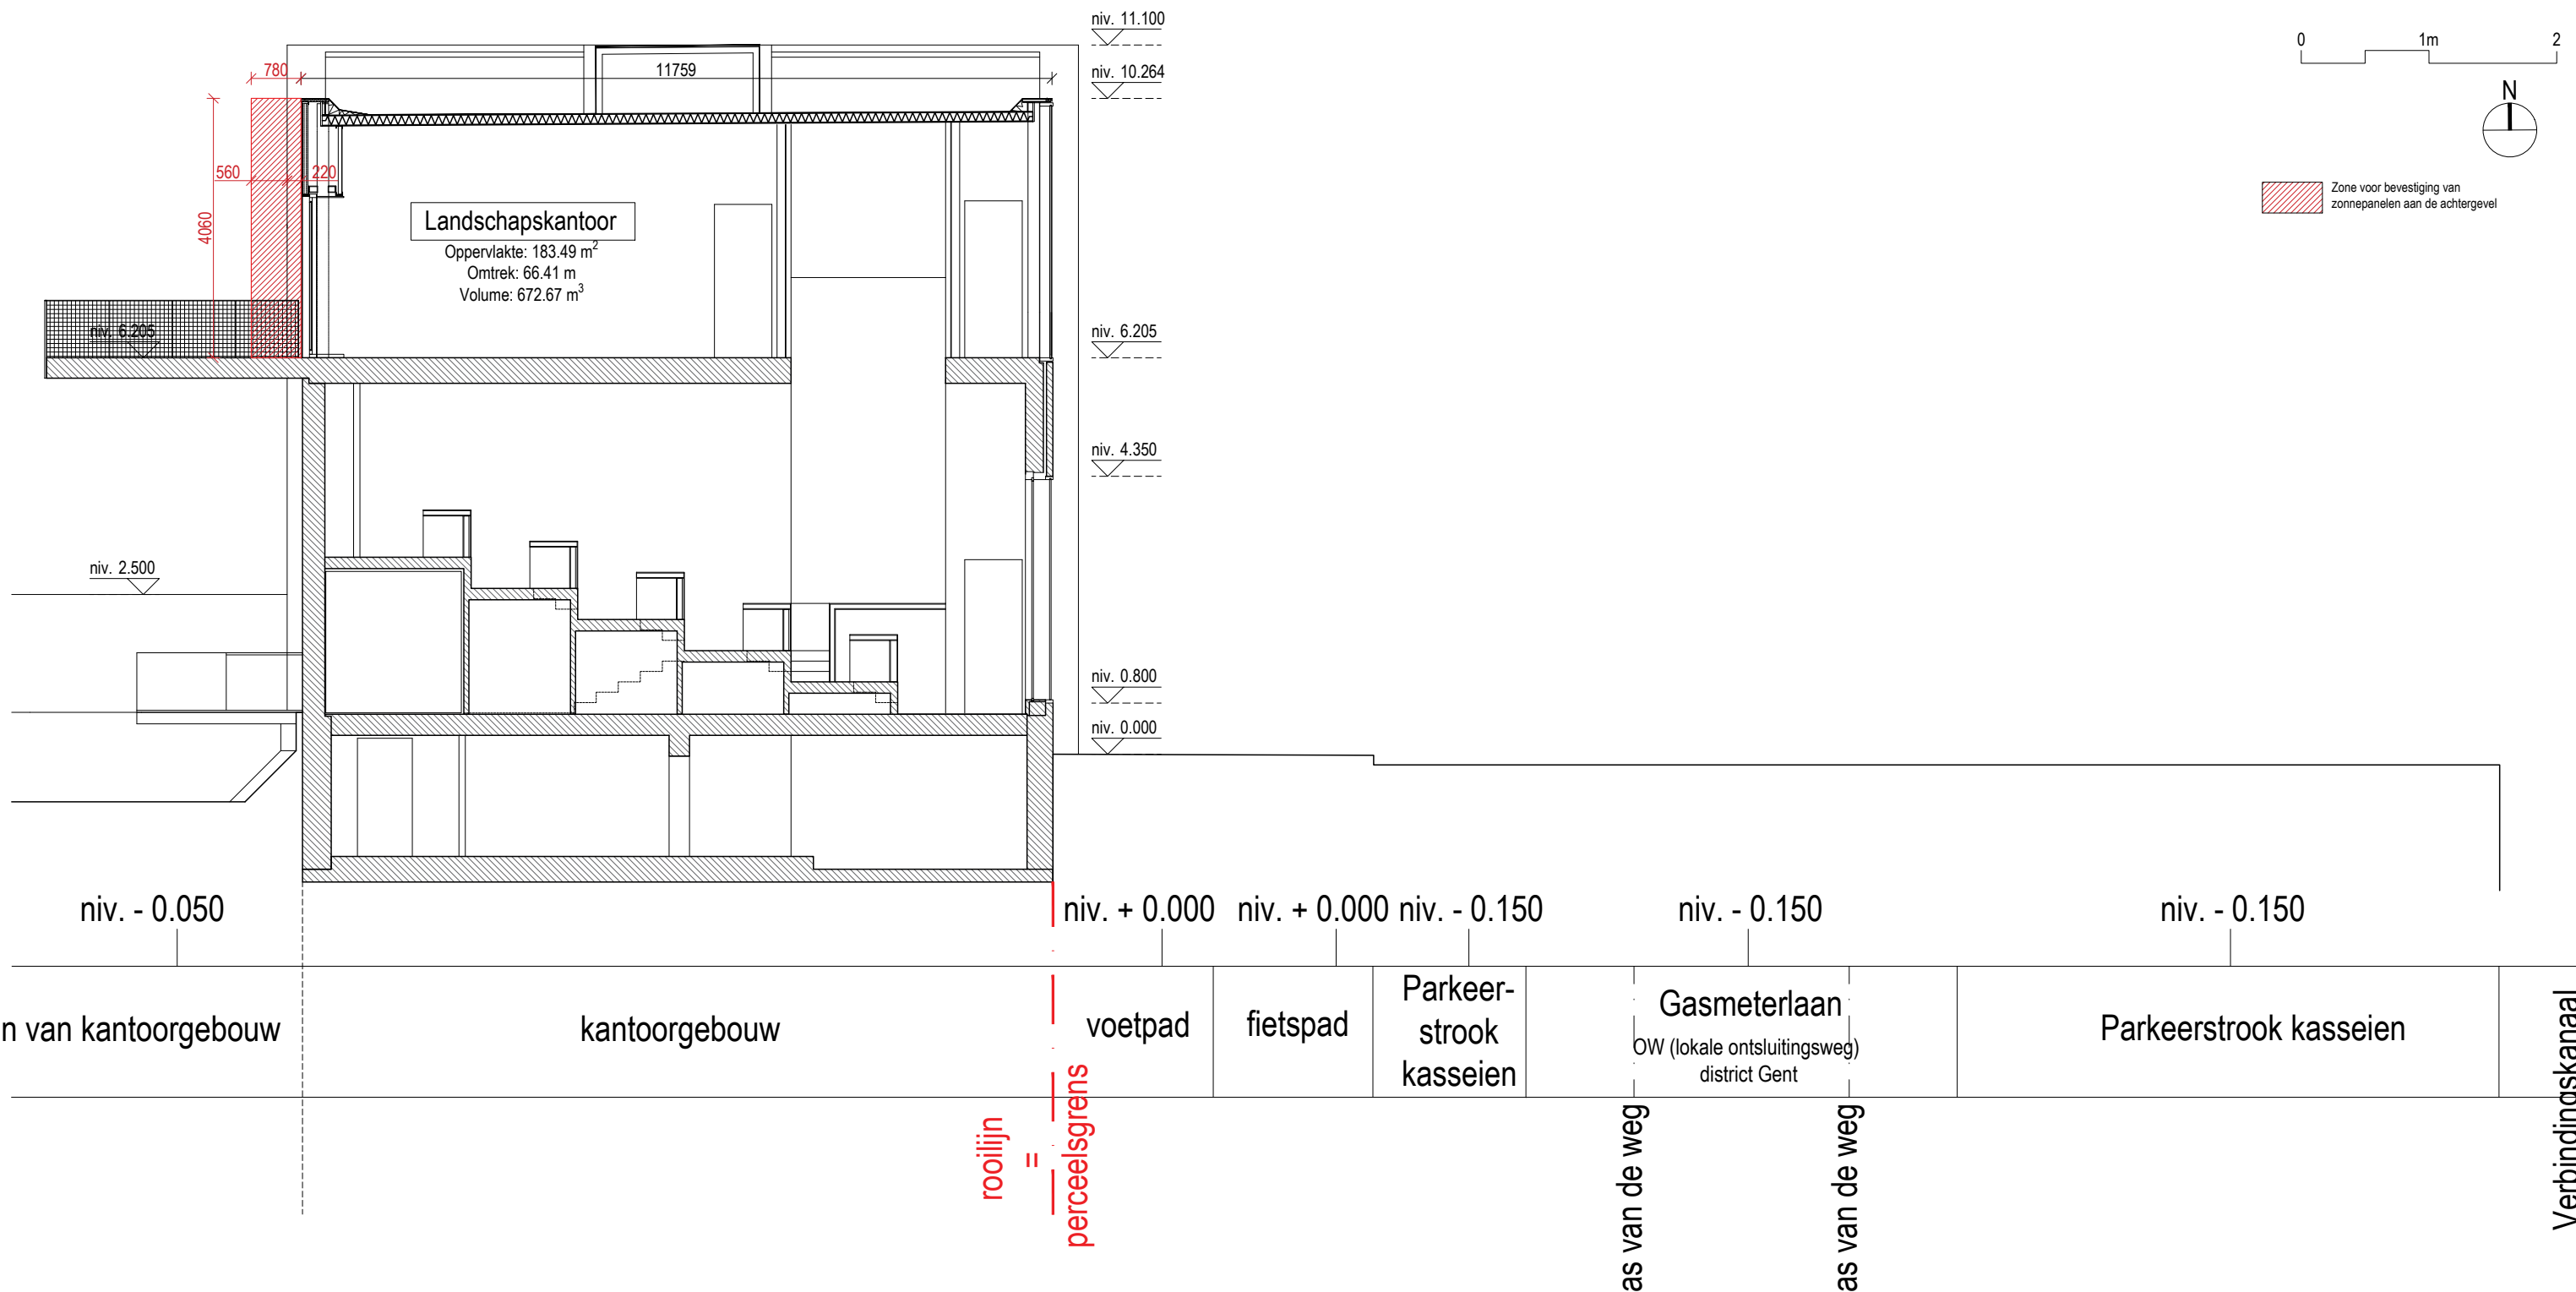 niv. 11.100
0 1m 2
780
11759
niv. 10.264
N
560
220
4060
Zone voor bevestiging van
zonnepanelen aan de achtergevel
Landschapskantoor
Oppervlakte: 183.49 m²
Omtrek: 66.41 m
Volume: 672.67 m³
niv. 6.205
niv. 6.205
niv. 4.350
niv. 2.500
niv. 0.800
niv. 0.000
niv. - 0.050
niv. + 0.000
niv. + 0.000
niv. - 0.150
niv. - 0.150
niv. - 0.150
n van kantoorgebouw
kantoorgebouw
voetpad
fietspad
Parkeer-
strook
kasseien
Gasmeterlaan
OW (lokale ontsluitingsweg)
district Gent
Parkeerstrook kasseien
Verbindingskanaal
rooilijn
=
perceelsgrens
as van de weg
as van de weg